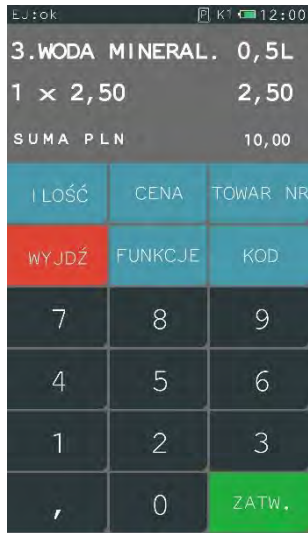 EJ:ok P K1 12:00
3.WODA MINERAL. 0,5L
1 x 2,50 2,50
SUMA PLN 10,00
ILOŚĆ CENA TOWAR NR
WYJDŹ FUNKCJE KOD
7 8 9
4 5 6
1 2 3
, 0 ZATW.